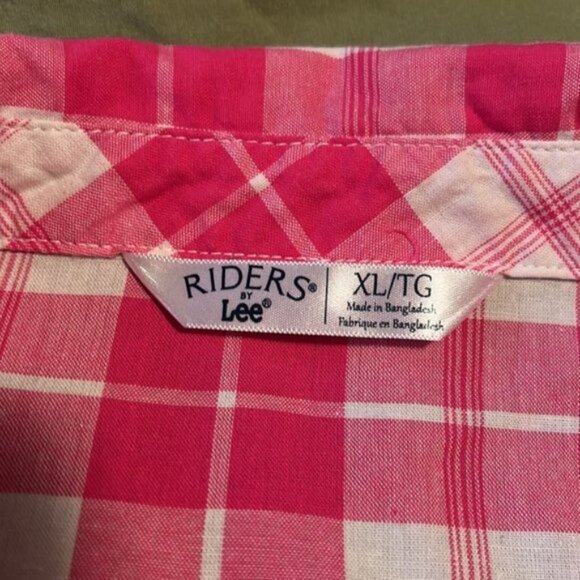 RIDERS®
BY
Lee®
XL/TG
Made in Bangladesh
Fabrique en Bangladesh